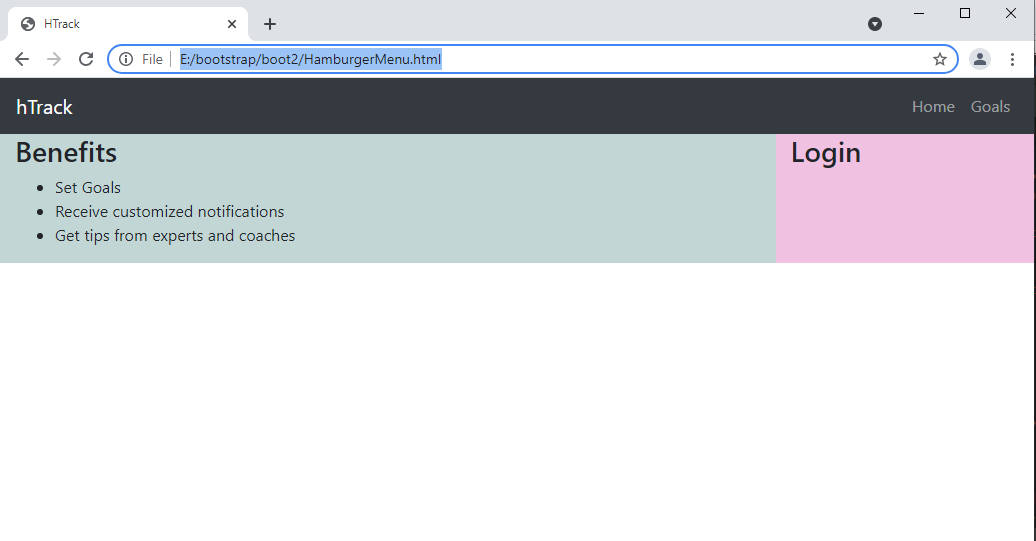 HTrack
File E:/bootstrap/boot2/HamburgerMenu.html
hTrack Home Goals
Benefits Login
Set Goals
Receive customized notifications
Get tips from experts and coaches